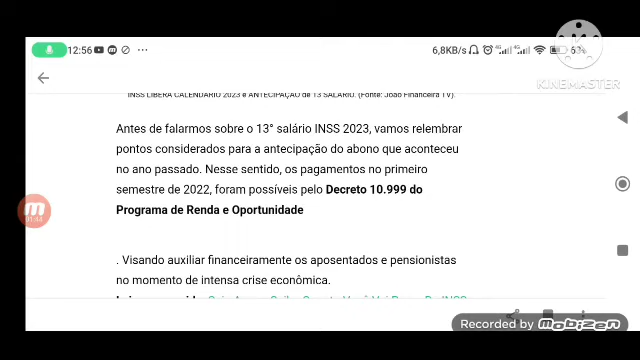 12:56
6,8KB/s
KINEMASTER
INSS LIBERA CALENDÁRIO 2023 e ANTECIPAÇÃO de 13 SALÁRIO. (Fonte: João Financeira TV).
Antes de falarmos sobre o 13° salário INSS 2023, vamos relembrar
pontos considerados para a antecipação do abono que aconteceu
no ano passado. Nesse sentido, os pagamentos no primeiro
semestre de 2022, foram possíveis pelo Decreto 10.999 do
Programa de Renda e Oportunidade
. Visando auxiliar financeiramente os aposentados e pensionistas
no momento de intensa crise econômica.
Recorded by MOBIZEN